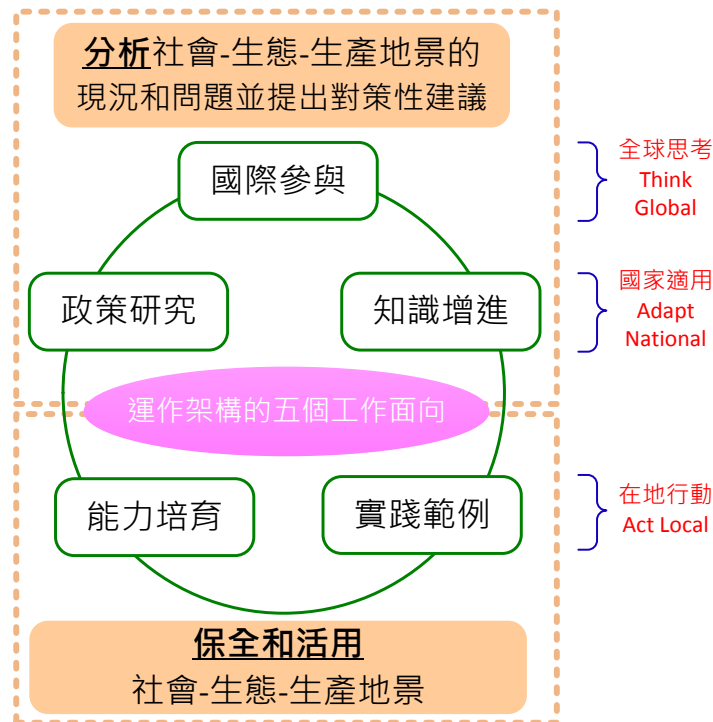 分析社會-生態-生產地景的
現況和問題並提出對策性建議
國際參與
全球思考
Think
Global
政策研究
知識增進
國家適用
Adapt
National
運作架構的五個工作面向
能力培育
實踐範例
在地行動
Act Local
保全和活用
社會-生態-生產地景